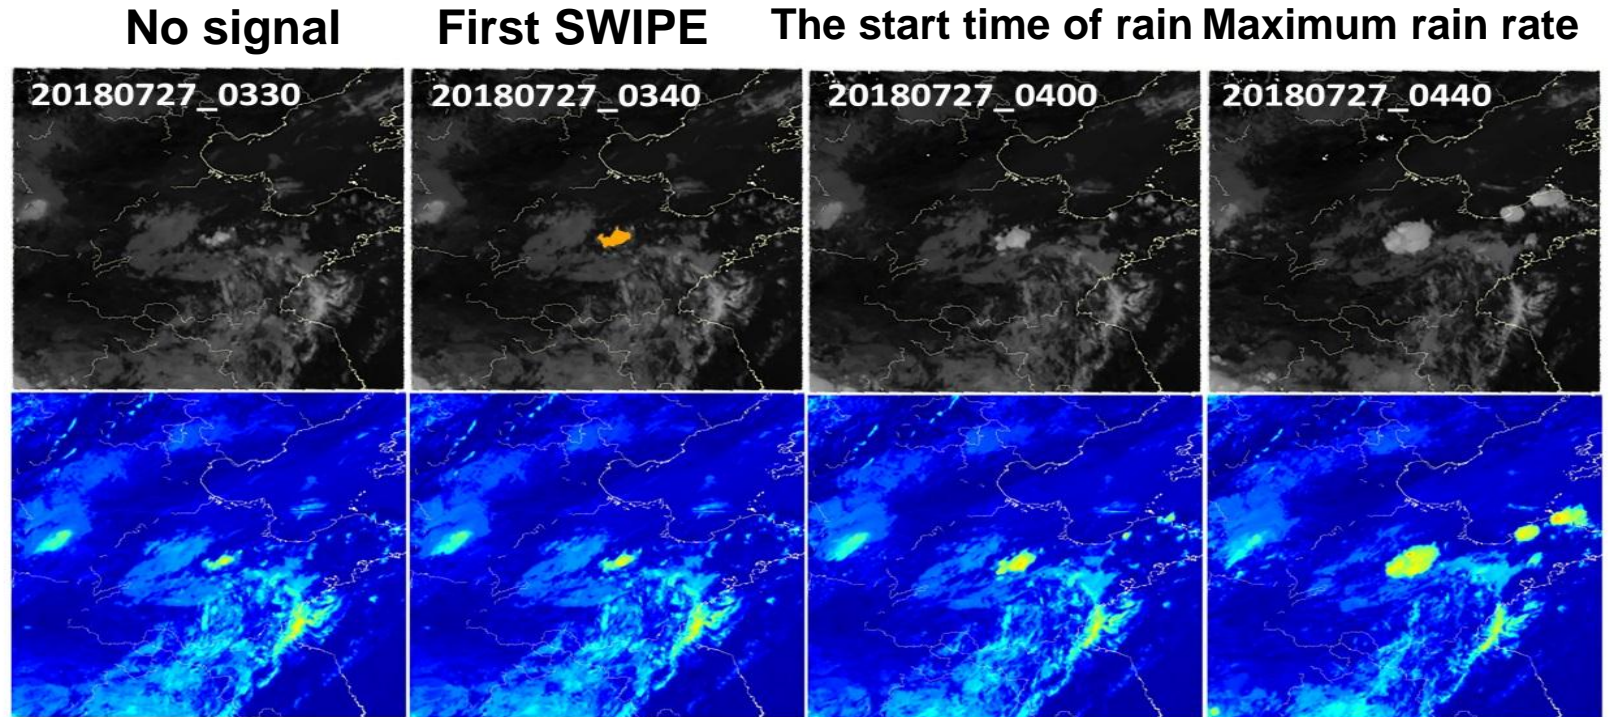 No signal
First SWIPE
The start time of rain
Maximum rain rate
20180727_0330
20180727_0340
20180727_0400
20180727_0440